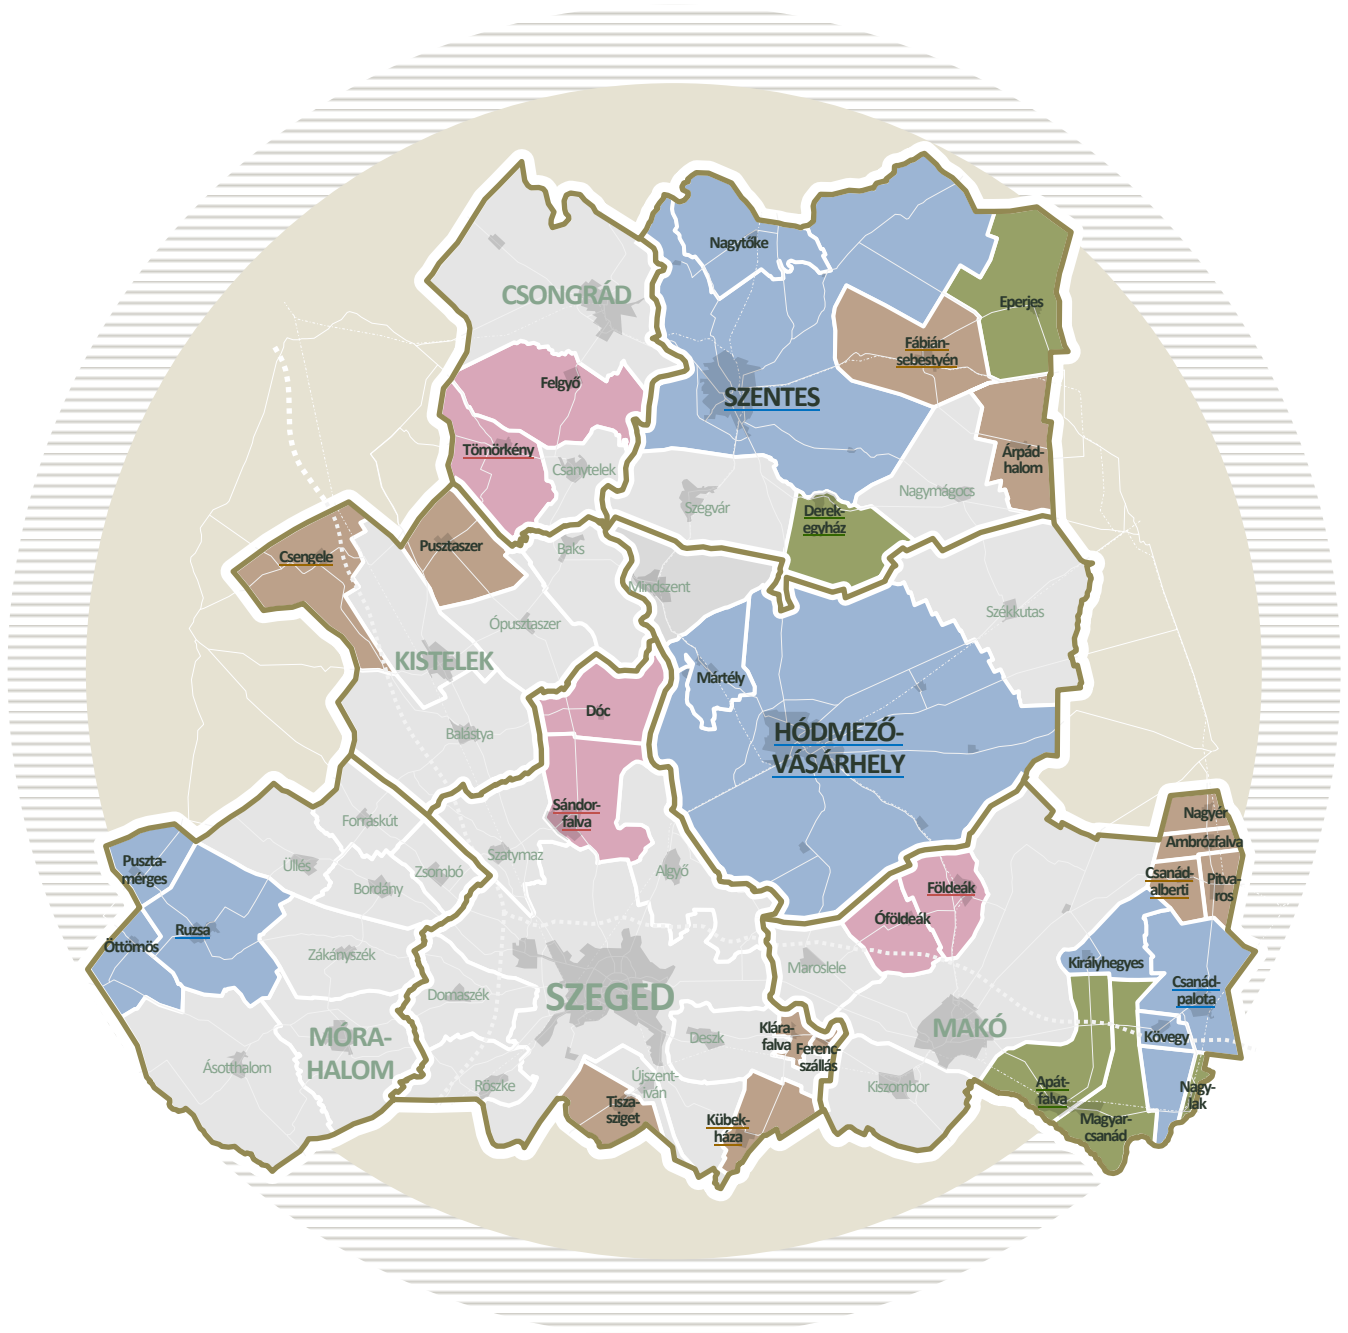 Nagytőke
CSONGRÁD
Eperjes
Fábián-
sebestyén
Felgyő
SZENTES
Tömörkény
Csanytelek
Árpád-
halom
Nagymágocs
Szegvár
Derek-
egyház
Csengele
Pusztaszer
Baks
Mindszent
Székkutas
Ópusztaszer
KISTELEK
Mártély
Dóc
Balástya
HÓDMEZŐ-
VÁSÁRHELY
Sándor-
falva
Nagyér
Forráskút
Ambrózfalva
Szatymaz
Puszta-
mérges
Üllés
Zsombó
Bordány
Algyő
Csanád-
alberti
Pitva-
ros
Földeák
Óföldeák
Ruzsa
Öttömös
Zákányszék
Maroslele
Királyhegyes
Domaszék
SZEGED
Csanád-
palota
MAKÓ
Kövegy
Klára-
falva
Ferenc-
szállás
Deszk
MÓRA-
HALOM
Ásotthalom
Röszke
Újszent-
iván
Kiszombor
Apát-
falva
Nagy-
lak
Tisza-
sziget
Kübek-
háza
Magyar-
csanád